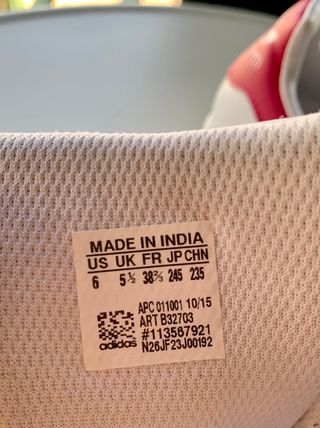 MADE IN INDIA
US UK FR JP CHN
6 5½ 38⅔ 245 235
APC 011001 10/15
ART B32703
#113567921
adidas N26JF23J00192